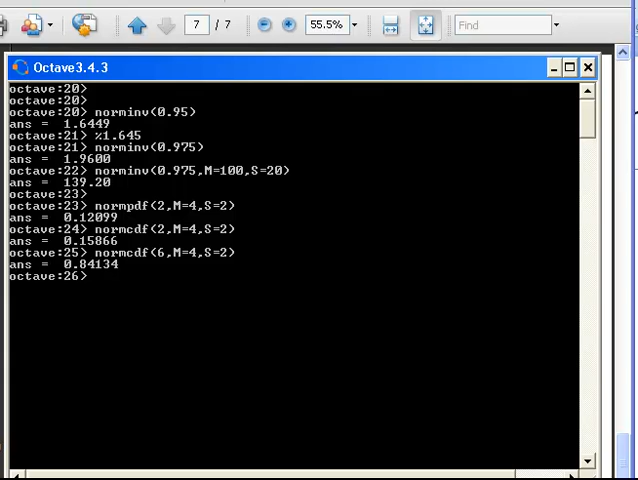 7 / 7
55.5%
Find
Octave3.4.3
octave:20>
octave:20>
octave:20> norminv(0.95)
ans =  1.6449
octave:21> %1.645
octave:21> norminv(0.975)
ans =  1.9600
octave:22> norminv(0.975,M=100,S=20)
ans =  139.20
octave:23>
octave:23> normpdf(2,M=4,S=2)
ans =  0.12099
octave:24> normcdf(2,M=4,S=2)
ans =  0.15866
octave:25> normcdf(6,M=4,S=2)
ans =  0.84134
octave:26>